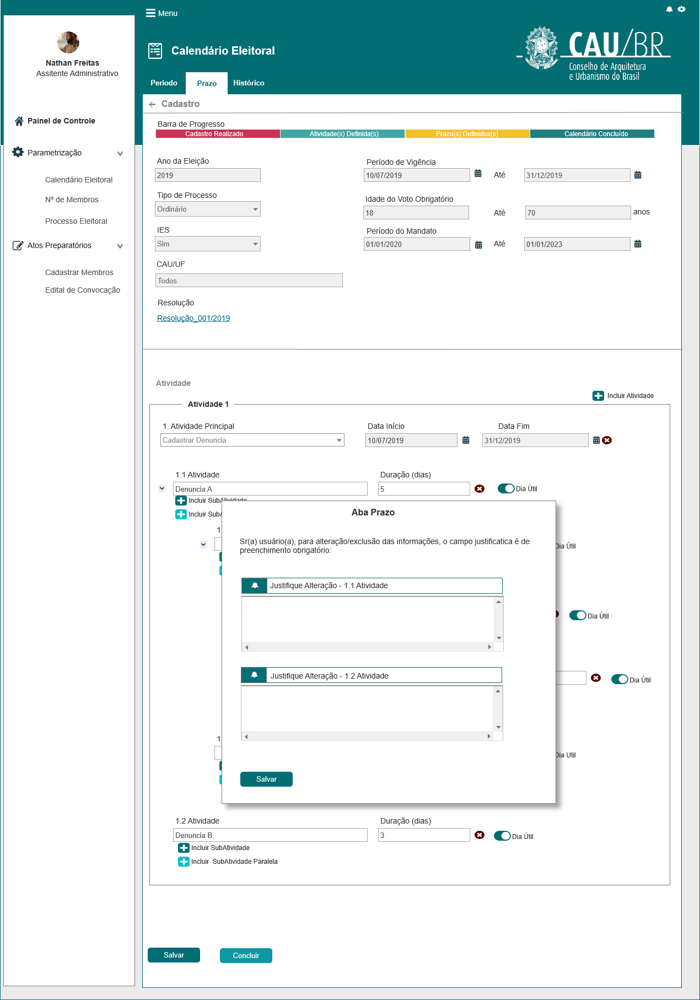 Menu
Nathan Freitas
Assitente Administrativo
Painel de Controle
Parametrização
Calendário Eleitoral
Nº de Membros
Processo Eleitoral
Atos Preparatórios
Cadastrar Membros
Edital de Convocação
Calendário Eleitoral
CAU/BR
Conselho de Arquitetura
e Urbanismo do Brasil
Período Prazo Histórico
Cadastro
Barra de Progresso
Cadastro Realizado Atividade(s) Definida(s) Prazo(s) Definidos(s) Calendário Concluído
Ano da Eleição Período de Vigência
2019 10/07/2019 Até 31/12/2019
Tipo de Processo Idade do Voto Obrigatório
Ordinário 18 Até 70 anos
IES Período do Mandato
Sim 01/01/2020 Até 01/01/2023
CAU/UF
Todos
Resolução
Resolução_001/2019
Atividade
Incluir Atividade
Atividade 1
1. Atividade Principal Data Início Data Fim
Cadastrar Denuncia 10/07/2019 31/12/2019
1.1 Atividade Duração (dias)
Denuncia A 5 Dia Útil
Incluir SubAtividade
Incluir SubA
1
Dia Útil
Dia Útil
Dia Útil
1
Dia Util
Aba Prazo
Sr(a) usuário(a), para alteração/exclusão das informações, o campo justificatica é de
preenchimento obrigatório:
Justifique Alteração - 1.1 Atividade
Justifique Alteração - 1.2 Atividade
Salvar
1.2 Atividade Duração (dias)
Denuncia B 3 Dia Útil
Incluir SubAtividade
Incluir SubAtividade Paralela
Salvar Concluir